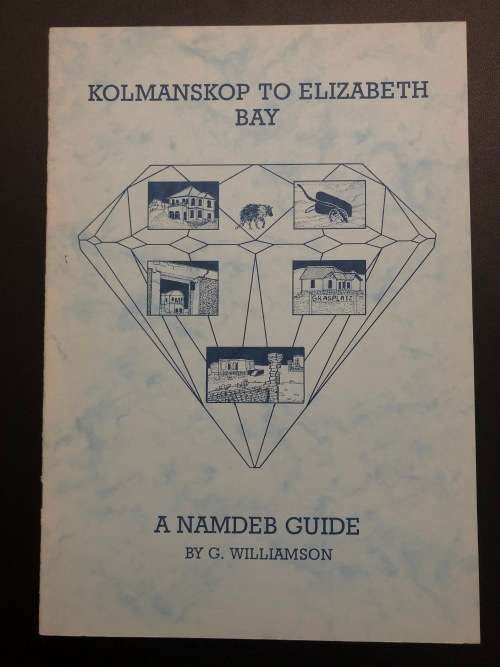 KOLMANSKOP TO ELIZABETH
BAY
GRASPLATZ
A NAMDEB GUIDE
BY G. WILLIAMSON